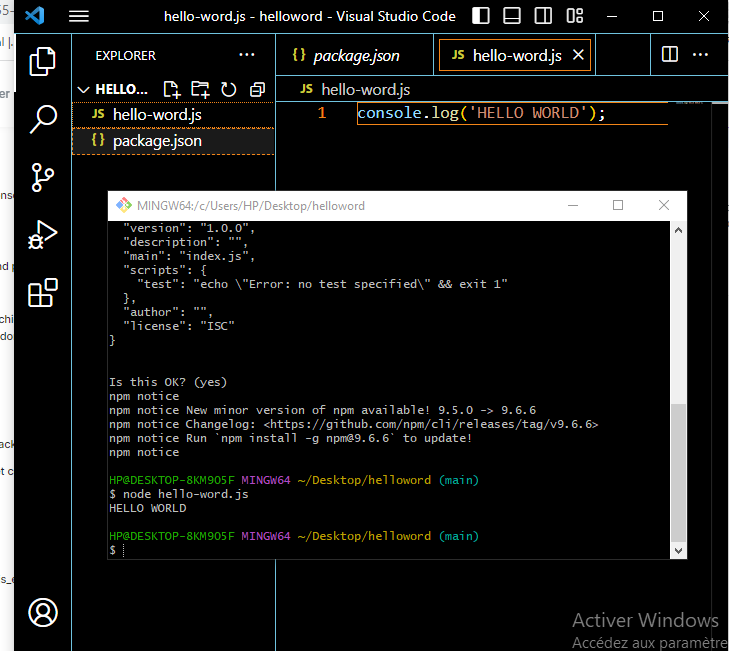 hello-word.js - helloword - Visual Studio Code
EXPLORER
HELLO...
JS hello-word.js
{} package.json
{} package.json
JS hello-word.js
JS hello-word.js
1 console.log('HELLO WORLD');
MINGW64:/c/Users/HP/Desktop/helloword
"version": "1.0.0",
"description": "",
"main": "index.js",
"scripts": {
"test": "echo \"Error: no test specified\" && exit 1"
},
"author": "",
"license": "ISC"
}
Is this OK? (yes)
npm notice
npm notice New minor version of npm available! 9.5.0 -> 9.6.6
npm notice Changelog: <https://github.com/npm/cli/releases/tag/v9.6.6>
npm notice Run `npm install -g npm@9.6.6` to update!
npm notice
HP@DESKTOP-8KM9O5F MINGW64 ~/Desktop/helloword (main)
$ node hello-word.js
HELLO WORLD
HP@DESKTOP-8KM9O5F MINGW64 ~/Desktop/helloword (main)
$
Activer Windows
Accédez aux paramètre